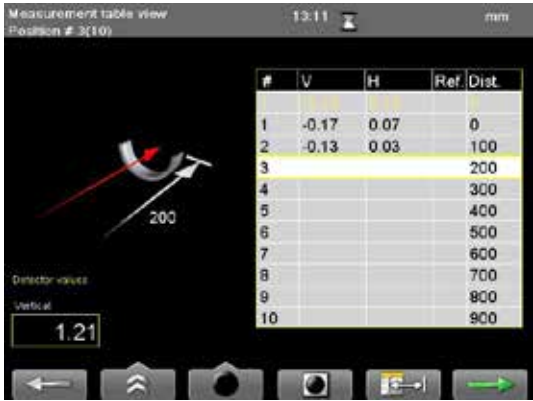 Measurement table view
13:11
mm
Position # 3(10)
# V H Ref. Dist.
1 -0.17 0.07 0
2 -0.13 0.03 100
3 200
4 300
5 400
6 500
7 600
8 700
9 800
10 900
200
Detector values
Vertical
1.21